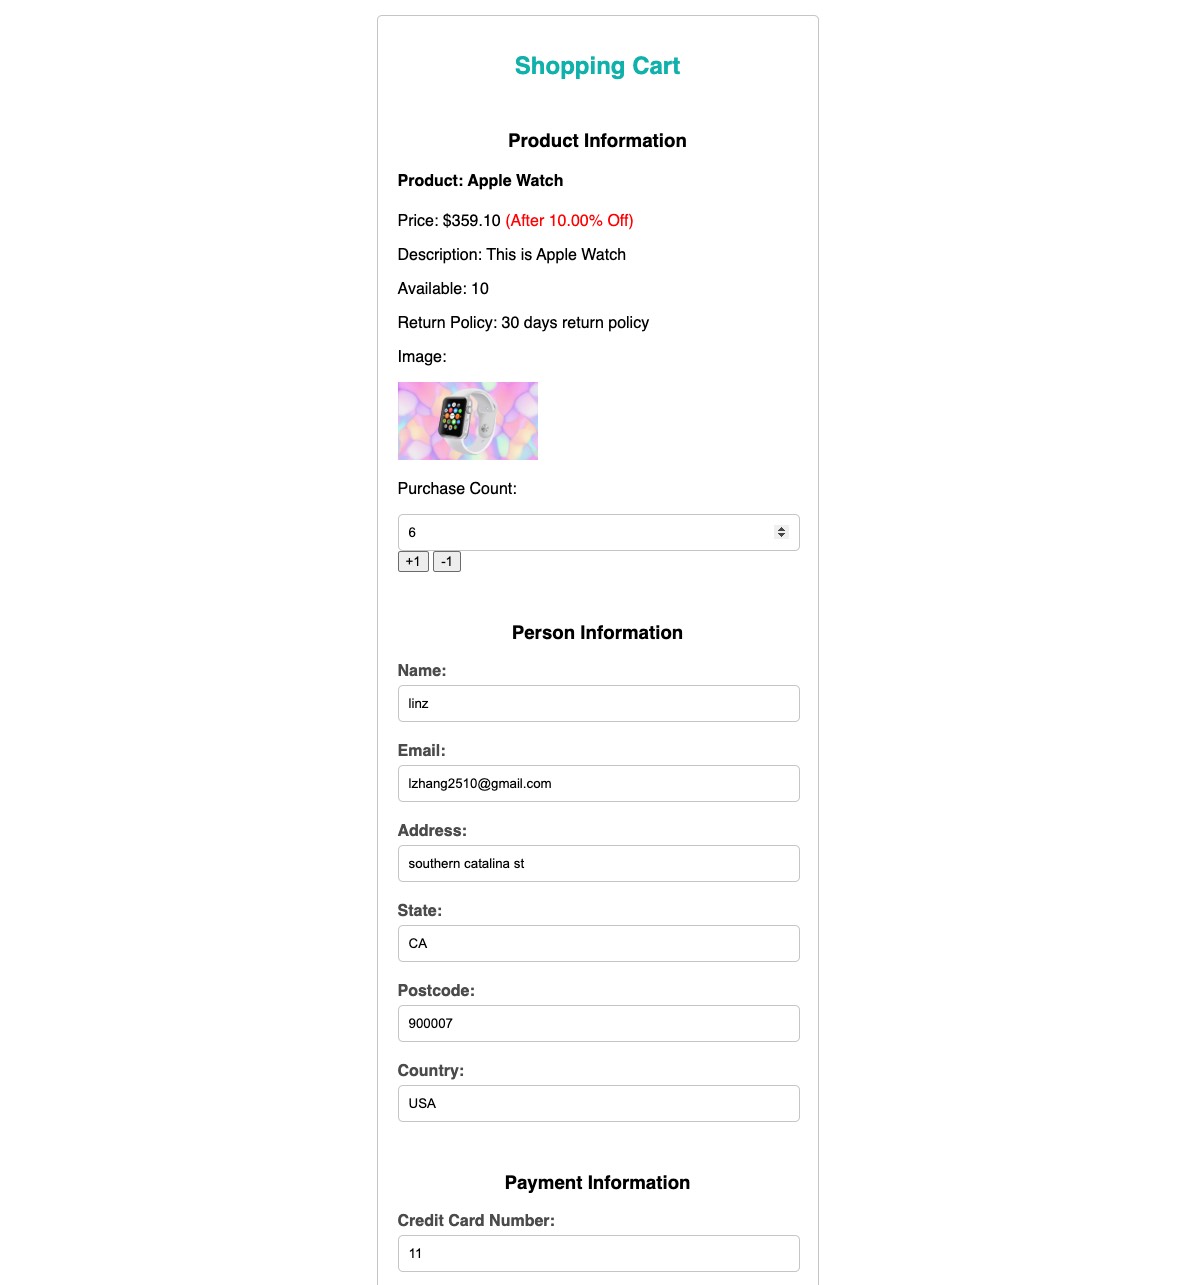 Shopping Cart
Product Information
Product: Apple Watch
Price: $359.10 (After 10.00% Off)
Description: This is Apple Watch
Available: 10
Return Policy: 30 days return policy
Image:
Purchase Count:
6
+1 -1
Person Information
Name:
linz
Email:
lzhang2510@gmail.com
Address:
southern catalina st
State:
CA
Postcode:
900007
Country:
USA
Payment Information
Credit Card Number:
11